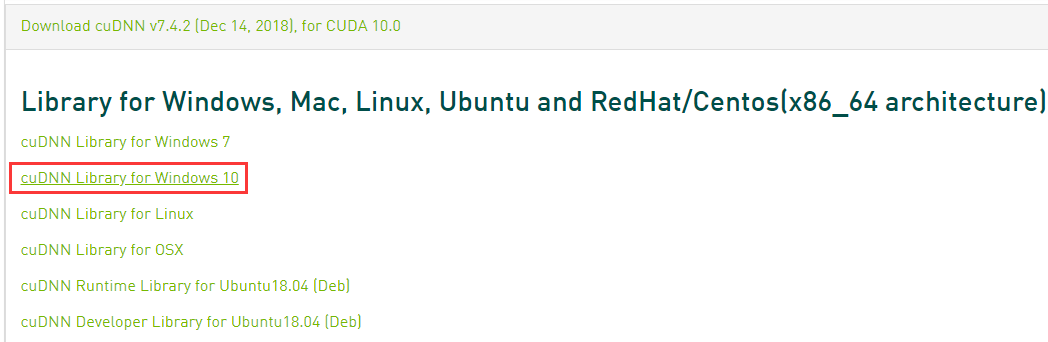 Download cuDNN v7.4.2 (Dec 14, 2018), for CUDA 10.0
Library for Windows, Mac, Linux, Ubuntu and RedHat/Centos(x86_64 architecture)
cuDNN Library for Windows 7
cuDNN Library for Windows 10
cuDNN Library for Linux
cuDNN Library for OSX
cuDNN Runtime Library for Ubuntu18.04 (Deb)
cuDNN Developer Library for Ubuntu18.04 (Deb)